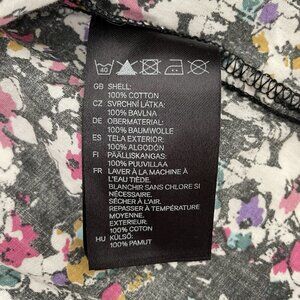 40
GB SHELL:
100% COTTON
CZ SVRCHNÍ LÁTKA:
100% BAVLNA
DE OBERMATERIAL:
100% BAUMWOLLE
ES TELA EXTERIOR:
100% ALGODÓN
FI PÄÄLLISKANGAS:
100% PUUVILLAA
FR LAVER À LA MACHINE À
L'EAU TIÈDE.
BLANCHIR SANS CHLORE SI
NÉCESSAIRE.
SÉCHER À L'AIR.
REPASSER À TEMPÉRATURE
MOYENNE.
EXTERIEUR:
100% COTON
HU KÜLSŐ:
100% PAMUT